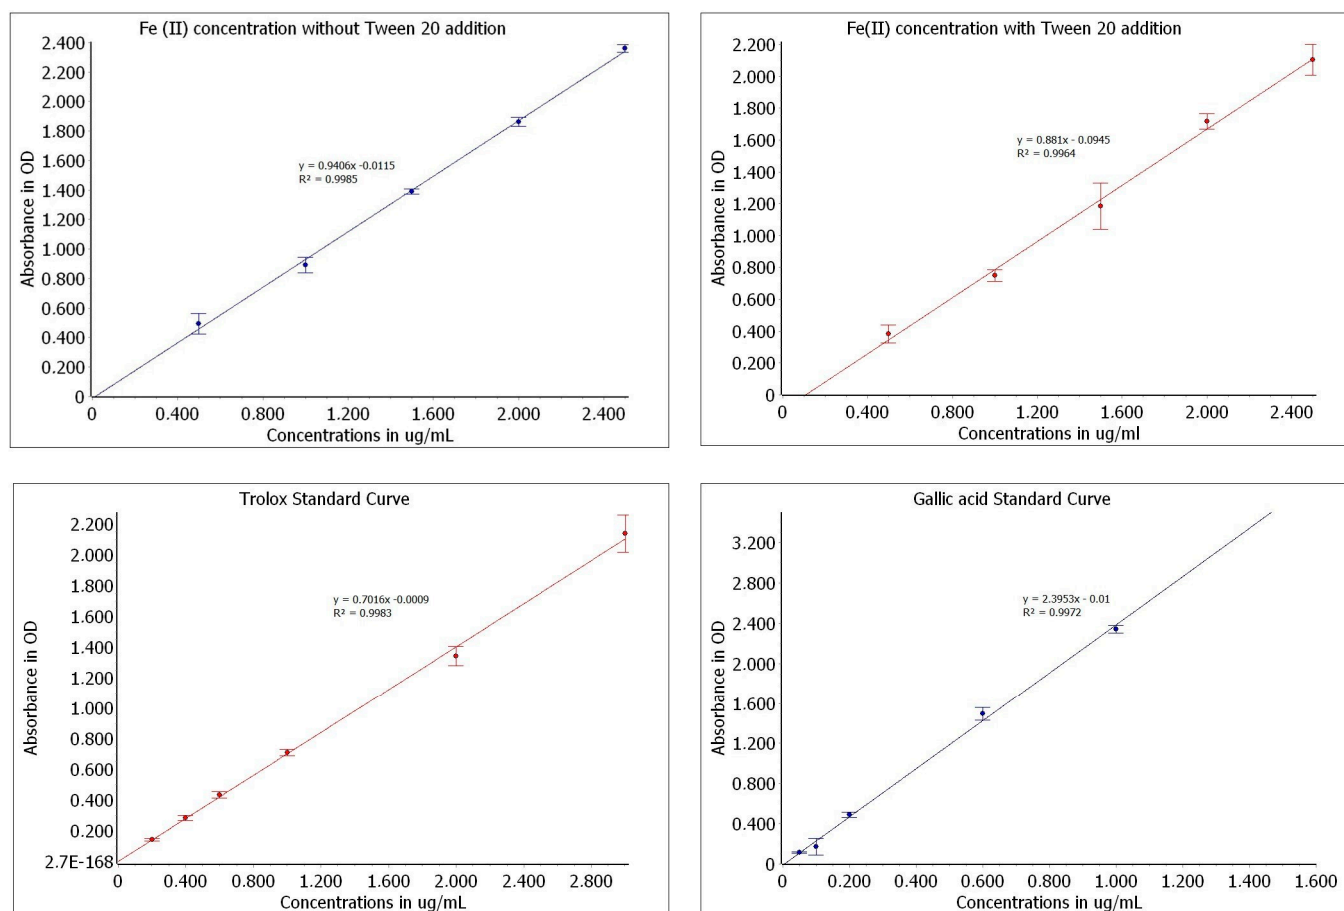 Fe (II) concentration without Tween 20 addition
2.400
2.200
2.000
1.800
1.600
1.400
1.200
1.000
0.800
0.600
0.400
0.200
0
Absorbance in OD
y = 0.9406x -0.0115
R² = 0.9985
0 0.400 0.800 1.200 1.600 2.000 2.400
Concentrations in ug/mL
Fe(II) concentration with Tween 20 addition
2.200
2.000
1.800
1.600
1.400
1.200
1.000
0.800
0.600
0.400
0.200
0
Absorbance in OD
y = 0.881x - 0.0945
R² = 0.9964
0 0.400 0.800 1.200 1.600 2.000 2.400
Concentrations in ug/ml
Trolox Standard Curve
2.200
2.000
1.800
1.600
1.400
1.200
1.000
0.800
0.600
0.400
0.200
2.7E-168
Absorbance in OD
y = 0.7016x -0.0009
R² = 0.9983
0 0.400 0.800 1.200 1.600 2.000 2.400 2.800
Concentrations in ug/mL
Gallic acid Standard Curve
3.200
2.800
2.400
2.000
1.600
1.200
0.800
0.400
0
Absorbance in OD
y = 2.3953x - 0.01
R² = 0.9972
0 0.200 0.400 0.600 0.800 1.000 1.200 1.400 1.600
Concentrations in ug/mL